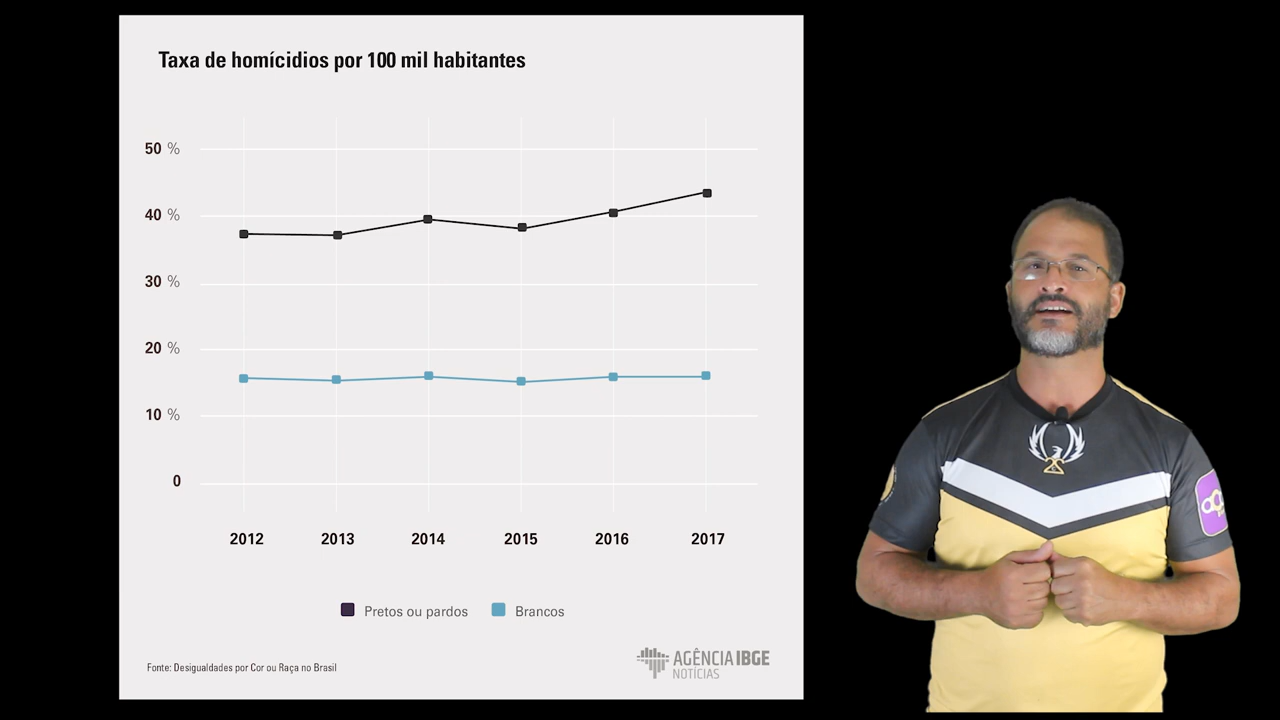 Taxa de homícidios por 100 mil habitantes
50 %
40 %
30 %
20 %
10 %
0
2012 2013 2014 2015 2016 2017
Pretos ou pardos Brancos
Fonte: Desigualdades por Cor ou Raça no Brasil
AGÊNCIA IBGE
NOTÍCIAS